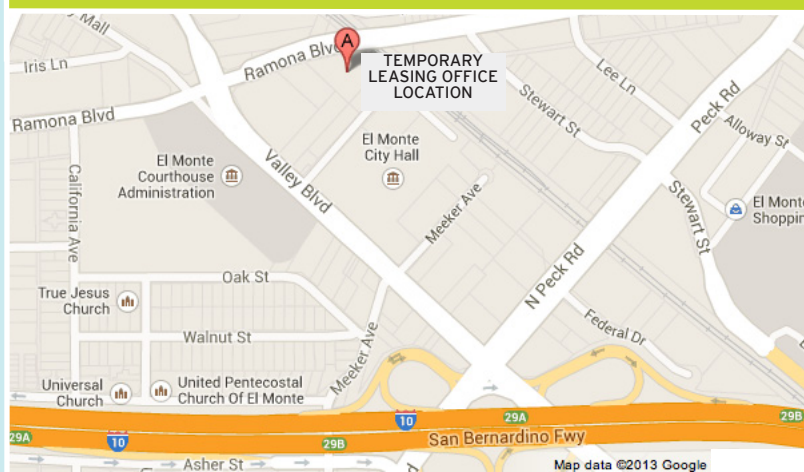 y Mall
Iris Ln
Ramona Blvd
A
TEMPORARY
LEASING OFFICE
LOCATION
Lee Ln
Peck Rd
Ramona Blvd
Stewart St
Alloway St
El Monte
City Hall
El Monte
Courthouse
Administration
Valley Blvd
California Ave
Meeker Ave
Stewart St
El Monte
Shoppin
Oak St
N Peck Rd
True Jesus
Church
Walnut St
Federal Dr
Meeker Ave
Universal
Church
United Pentecostal
Church Of El Monte
10
29A
29B
29A
10
29B
San Bernardino Fwy
Asher St
Map data ©2013 Google